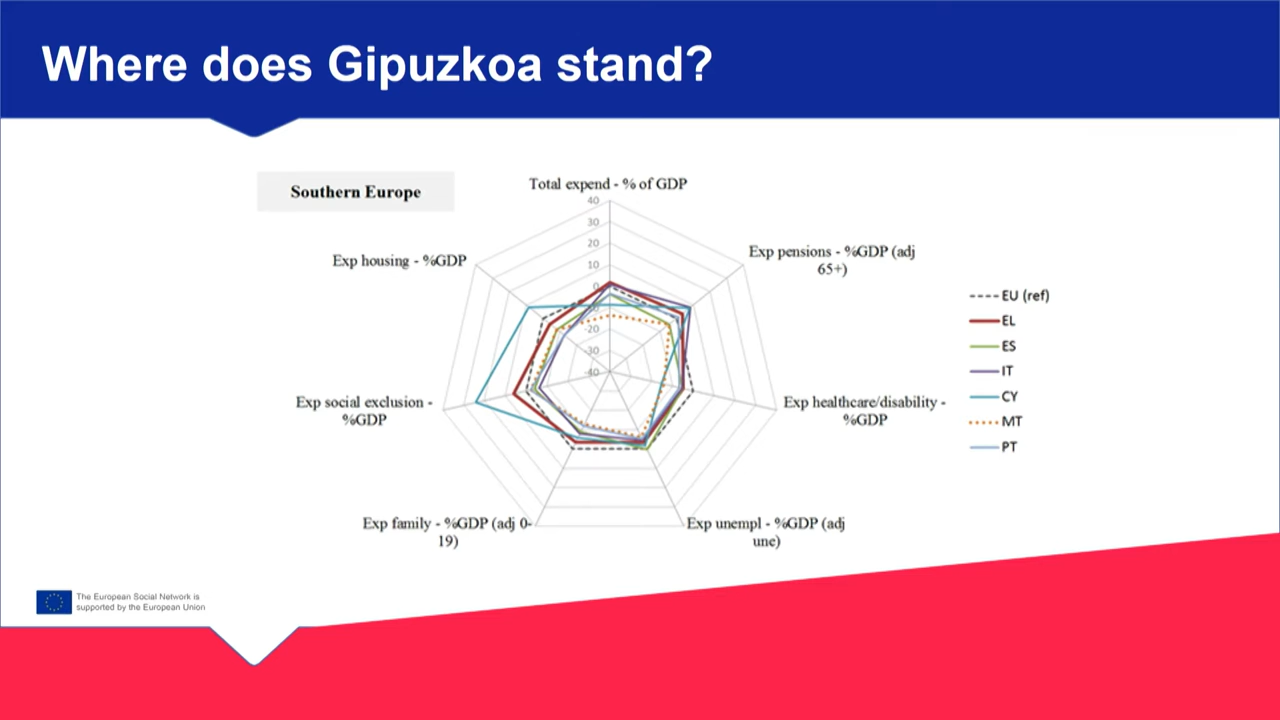 Where does Gipuzkoa stand?
Southern Europe
Total expend - % of GDP
40
30
20
10
0
-20
-30
-40
Exp housing - %GDP
Exp pensions - %GDP (adj
65+)
Exp social exclusion -
%GDP
Exp healthcare/disability -
%GDP
Exp family - %GDP (adj 0-
19)
Exp unempl - %GDP (adj
une)
EU (ref)
EL
ES
IT
CY
MT
PT
The European Social Network is
supported by the European Union